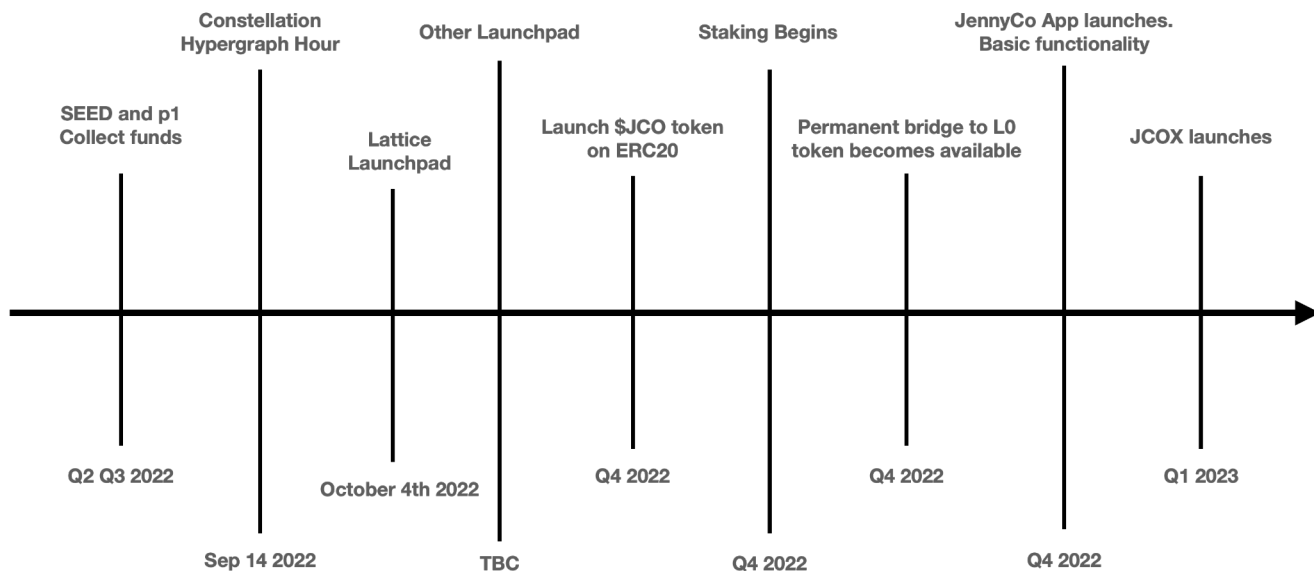 Constellation
Hypergraph Hour
Other Launchpad
Staking Begins
JennyCo App launches.
Basic functionality
SEED and p1
Collect funds
Lattice
Launchpad
Launch $JCO token
on ERC20
Permanent bridge to L0
token becomes available
JCOX launches
Q2 Q3 2022
October 4th 2022
Q4 2022
Q4 2022
Q1 2023
Sep 14 2022
TBC
Q4 2022
Q4 2022